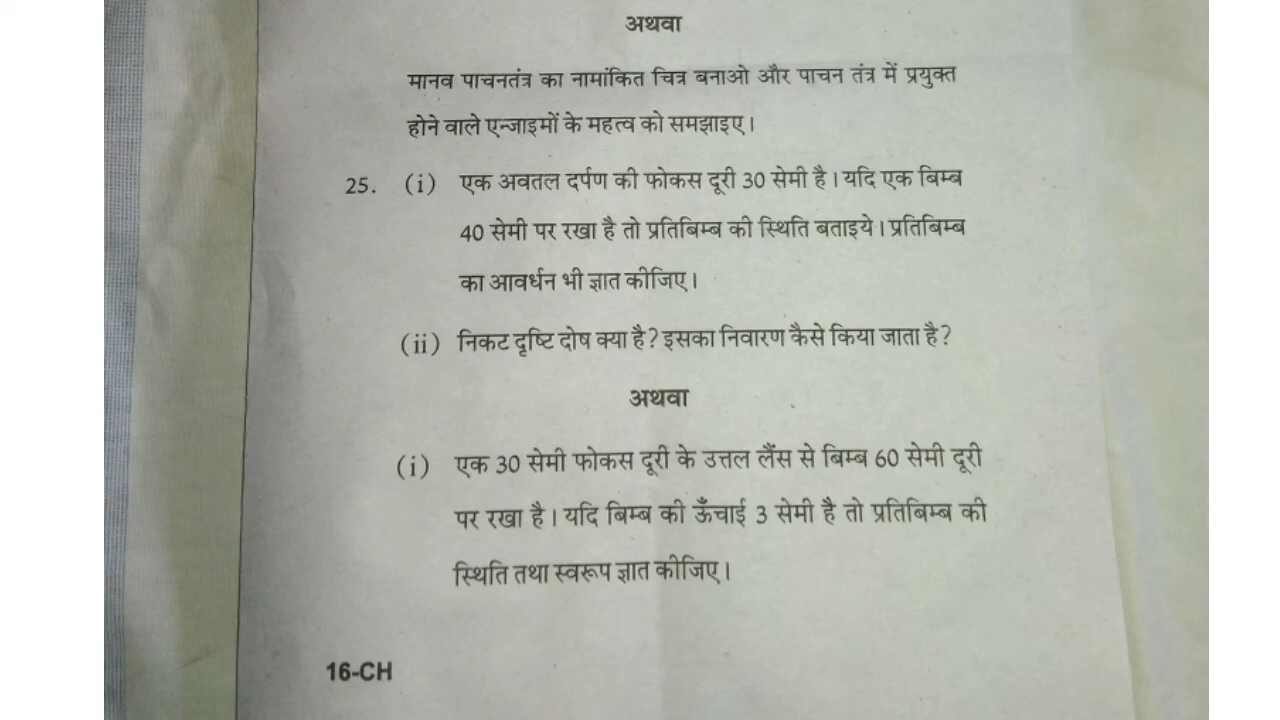 अथवा
मानव पाचनतंत्र का नामांकित चित्र बनाओ और पाचन तंत्र में प्रयुक्त
होने वाले एन्जाइमों के महत्व को समझाइए।
25. (i) एक अवतल दर्पण की फोकस दूरी 30 सेमी है। यदि एक बिम्ब
40 सेमी पर रखा है तो प्रतिबिम्ब की स्थिति बताइये। प्रतिबिम्ब
का आवर्धन भी ज्ञात कीजिए।
(ii) निकट दृष्टि दोष क्या है? इसका निवारण कैसे किया जाता है?
अथवा
(i) एक 30 सेमी फोकस दूरी के उत्तल लैंस से बिम्ब 60 सेमी दूरी
पर रखा है। यदि बिम्ब की ऊँचाई 3 सेमी है तो प्रतिबिम्ब की
स्थिति तथा स्वरूप ज्ञात कीजिए।
16-CH